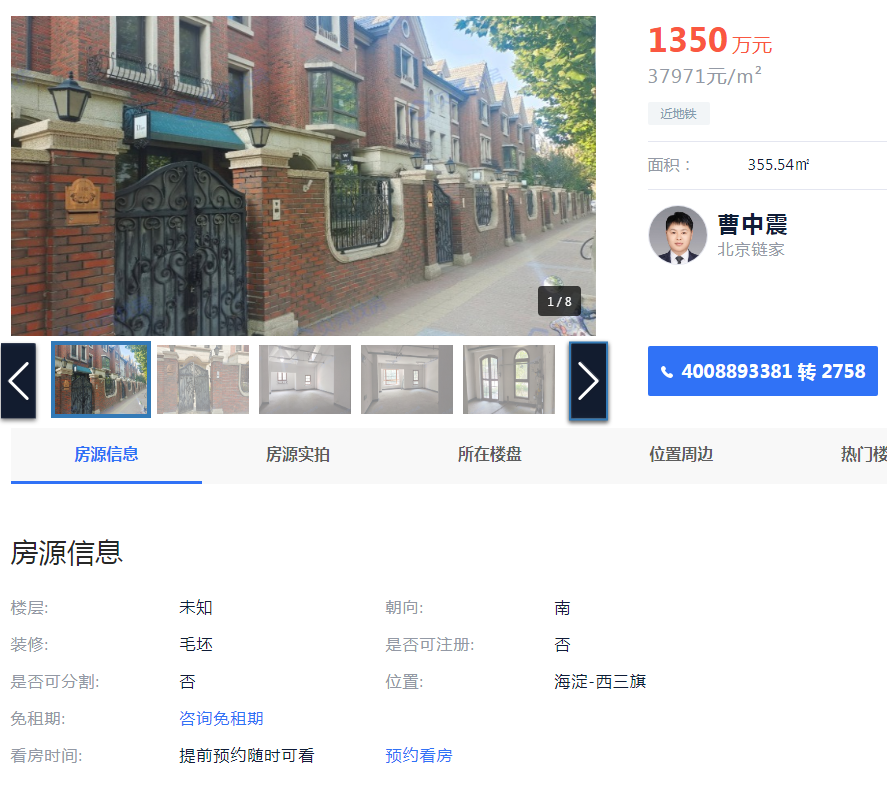 1350 万元
37971元/m²
近地铁
面积：
355.54㎡
曹中震
北京链家
1 / 8
4008893381 转 2758
房源信息
房源实拍
所在楼盘
位置周边
热门楼
房源信息
楼层:
未知
朝向:
南
装修:
毛坯
是否可注册:
否
是否可分割:
否
位置:
海淀-西三旗
免租期:
咨询免租期
看房时间:
提前预约随时可看
预约看房